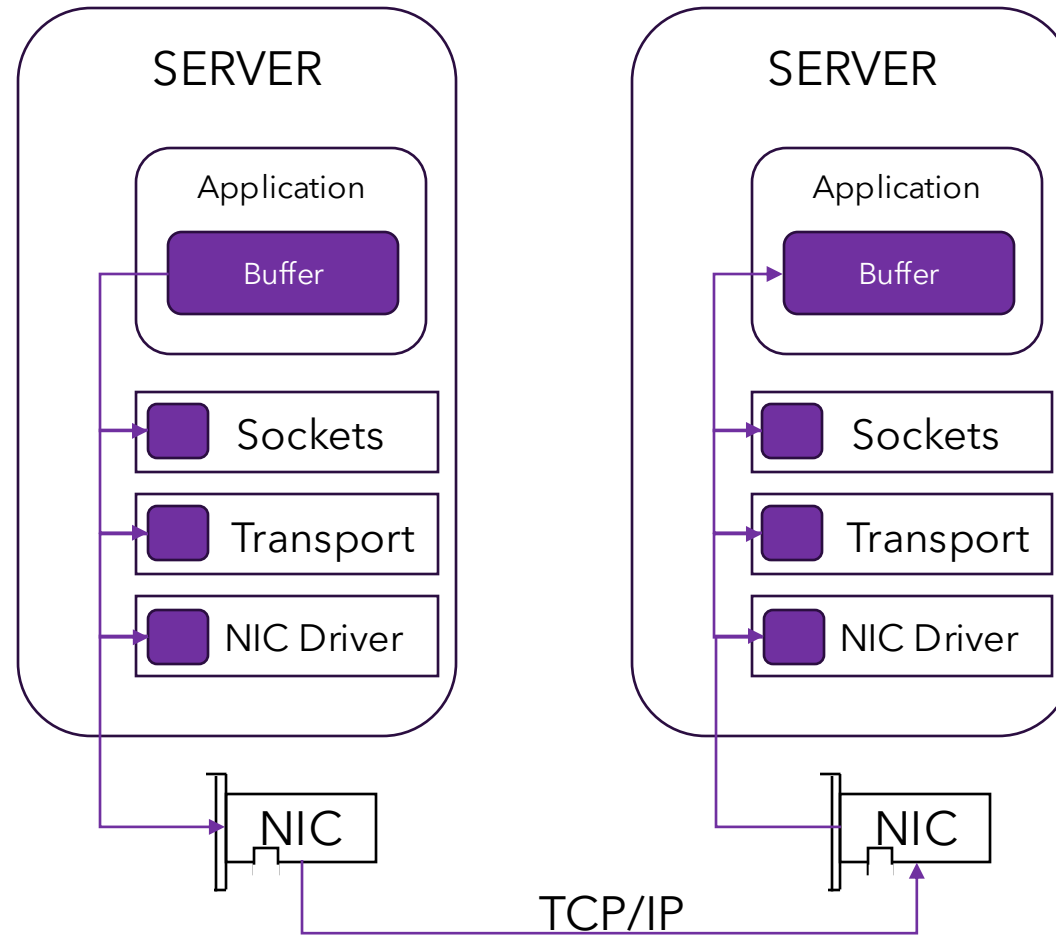 SERVER
Application
Buffer
Sockets
Transport
NIC Driver
NIC
SERVER
Application
Buffer
Sockets
Transport
NIC Driver
NIC
TCP/IP